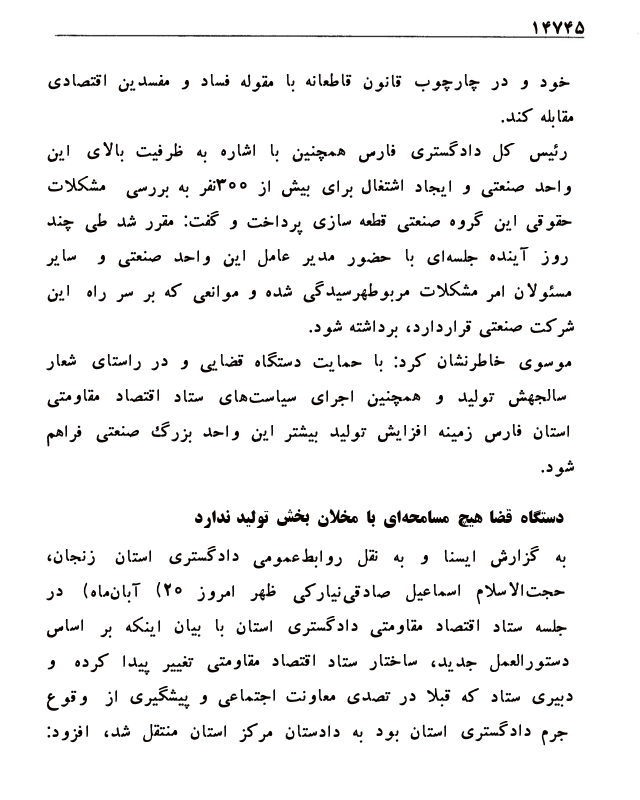 ۱۴۷۴۵
خود و در چارچوب قانون قاطعانه با مقوله فساد و مفسدین اقتصادی
مقابله کند.
رئیس کل دادگستری فارس همچنین با اشاره به ظرفیت بالای این
واحد صنعتی و ایجاد اشتغال برای بیش از ۳۰۰نفر به بررسی مشکلات
حقوقی این گروه صنعتی قطعه سازی پرداخت و گفت: مقرر شد طی چند
روز آینده جلسه‌ای با حضور مدیر عامل این واحد صنعتی و سایر
مسئولان امر مشکلات مربوطهرسیدگی شده و موانعی که بر سر راه این
شرکت صنعتی قراردارد، برداشته شود.
موسوی خاطرنشان کرد: با حمایت دستگاه قضایی و در راستای شعار
سالجهش تولید و همچنین اجرای سیاست‌های ستاد اقتصاد مقاومتی
استان فارس زمینه افزایش تولید بیشتر این واحد بزرگ صنعتی فراهم
شود.
دستگاه قضا هیچ مسامحه‌ای با مخلان بخش تولید ندارد
به گزارش ایسنا و به نقل روابط‌عمومی دادگستری استان زنجان،
حجت‌الاسلام اسماعیل صادقی‌نیارکی ظهر امروز ۲۰) آبان‌ماه) در
جلسه ستاد اقتصاد مقاومتی دادگستری استان با بیان اینکه بر اساس
دستورالعمل جدید، ساختار ستاد اقتصاد مقاومتی تغییر پیدا کرده و
دبیری ستاد که قبلا در تصدی معاونت اجتماعی و پیشگیری از وقوع
جرم دادگستری استان بود به دادستان مرکز استان منتقل شد، افزود: